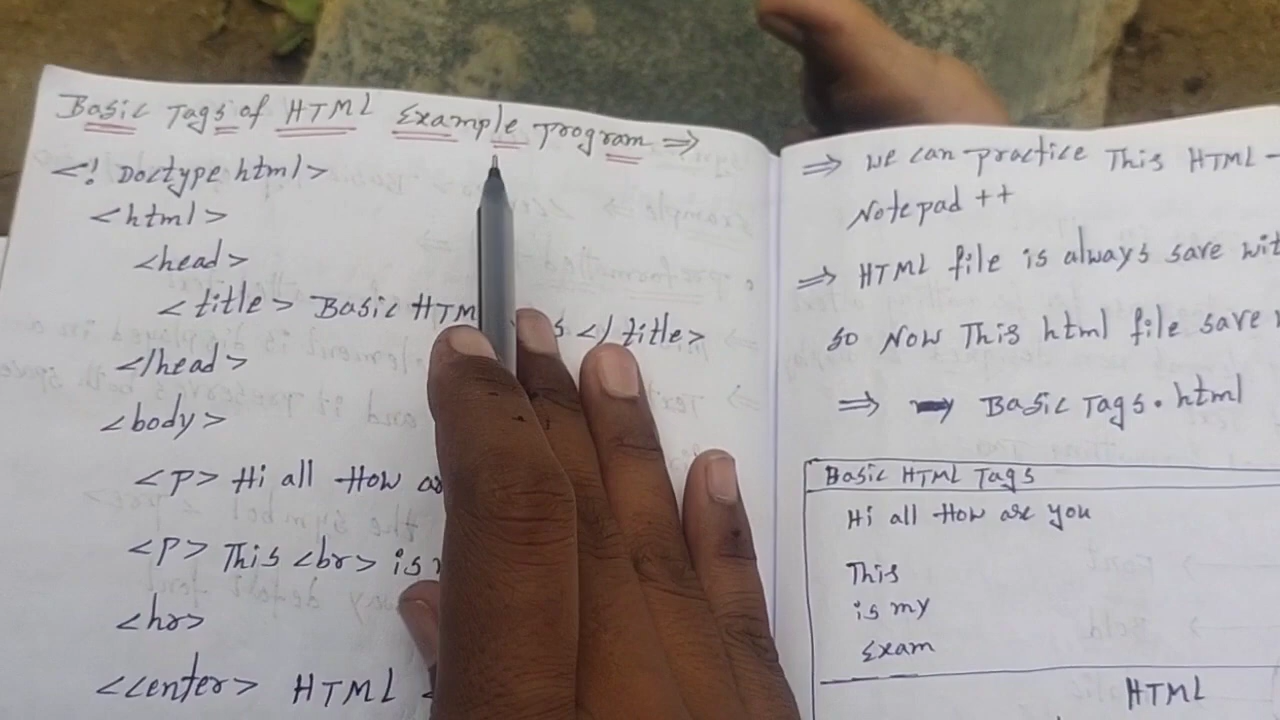 Basic Tags of HTML Example program ⇒
<! Doctype html>
<html>
<head>
<title> Basic HTM s </title>
</head>
<body>
<p> Hi all How
<p> This <br> is
<hr>
<center> HTML
⇒ we can practice This HTML -
Notepad ++
⇒ HTML file is always save
so Now This html file save
⇒ Basic Tags.html
Basic HTML Tags
Hi all How are you
This
is my
Exam
HTML